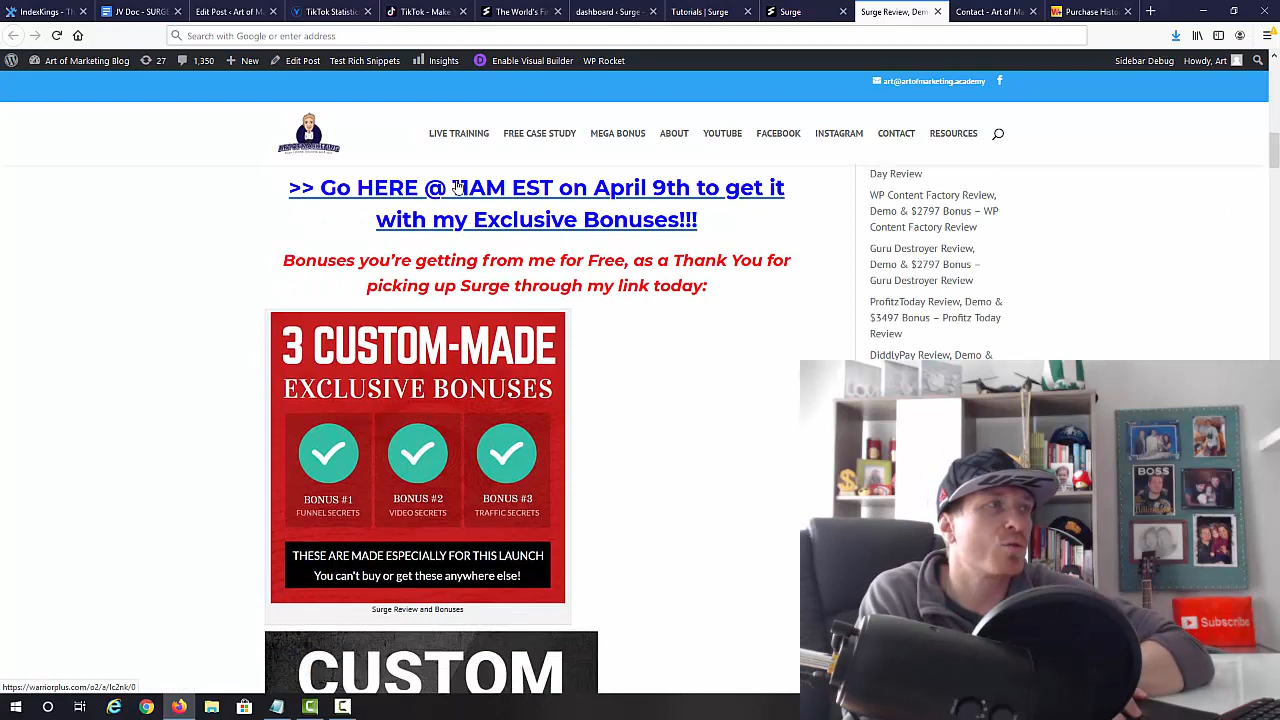 IndexKings - Th
JV Doc - SURGE
Edit Post ‹ Art of M
TikTok Statistic
TikTok - Make
The World's Fi
dashboard ‹ Surge -
Tutorials | Surge
Surge
Surge Review, Dem
Contact - Art of Ma
Purchase Histo
Search with Google or enter address
Art of Marketing Blog
27
1,350
New
Edit Post
Test Rich Snippets
Insights
Enable Visual Builder
WP Rocket
Sidebar Debug
Howdy, Art
art@artofmarketing.academy
ART OF MARKETING
LIVE TRAINING
FREE CASE STUDY
MEGA BONUS
ABOUT
YOUTUBE
FACEBOOK
INSTAGRAM
CONTACT
RESOURCES
>> Go HERE @ 11AM EST on April 9th to get it
with my Exclusive Bonuses!!!
Bonuses you're getting from me for Free, as a Thank You for
picking up Surge through my link today:
3 CUSTOM-MADE
EXCLUSIVE BONUSES
BONUS #1
FUNNEL SECRETS
BONUS #2
VIDEO SECRETS
BONUS #3
TRAFFIC SECRETS
THESE ARE MADE ESPECIALLY FOR THIS LAUNCH
You can't buy or get these anywhere else!
Surge Review and Bonuses
CUSTOM
Day Review
WP Content Factory Review,
Demo & $2797 Bonus – WP
Content Factory Review
Guru Destroyer Review,
Demo & $2797 Bonus –
Guru Destroyer Review
ProfitzToday Review, Demo &
$3497 Bonus – Profitz Today
Review
DiddlyPay Review, Demo &
BOSS
Subscribe
https://warriorplus.com/o2/a/lc2nk/0